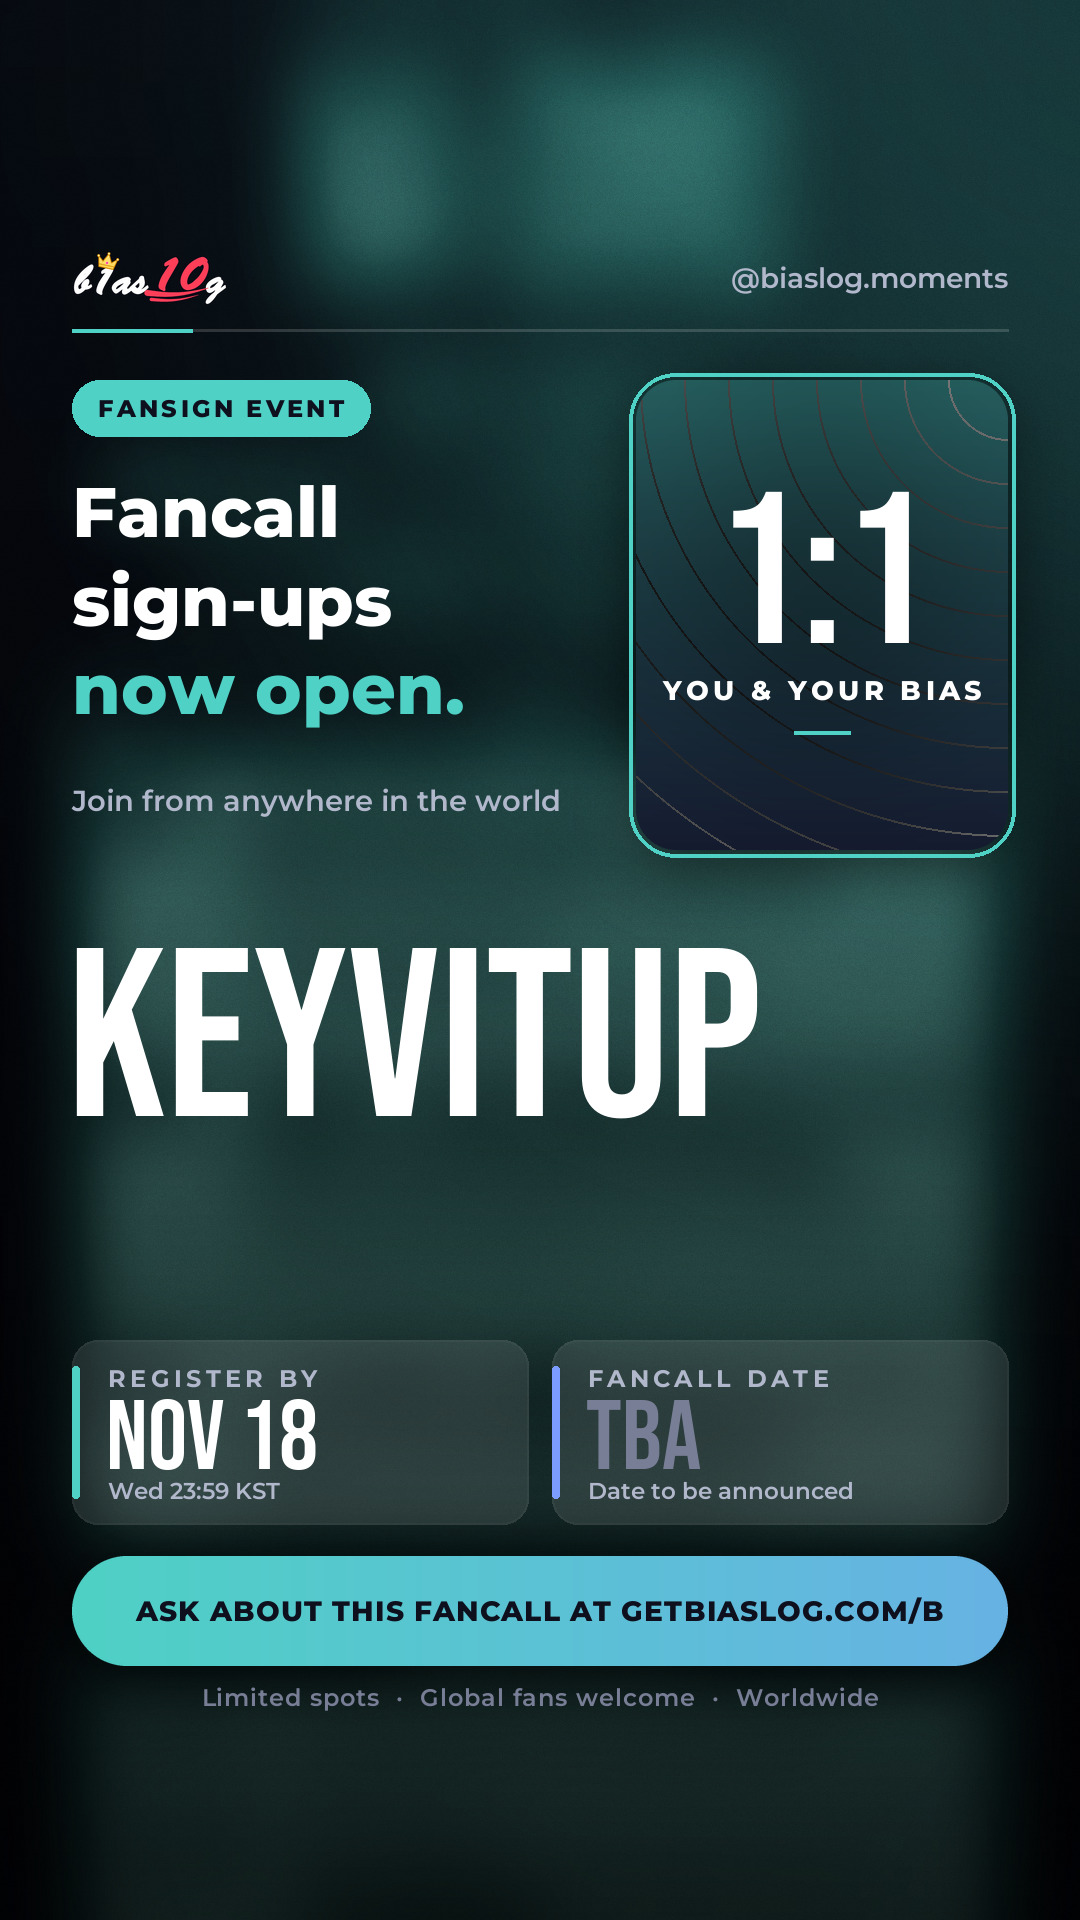 b1as10g
@biaslog.moments
FANSIGN EVENT
Fancall
sign-ups
now open.
Join from anywhere in the world
1:1
YOU & YOUR BIAS
KEYVITUP
REGISTER BY
NOV 18
Wed 23:59 KST
FANCALL DATE
TBA
Date to be announced
ASK ABOUT THIS FANCALL AT GETBIASLOG.COM/B
Limited spots · Global fans welcome · Worldwide